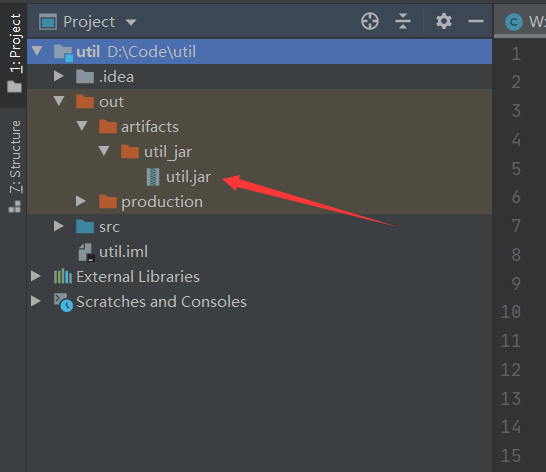 1: Project
7: Structure
Project
util D:\Code\util
.idea
out
artifacts
util_jar
util.jar
production
src
util.iml
External Libraries
Scratches and Consoles
C
1
2
3
4
5
6
7
8
9
10
11
12
13
14
15